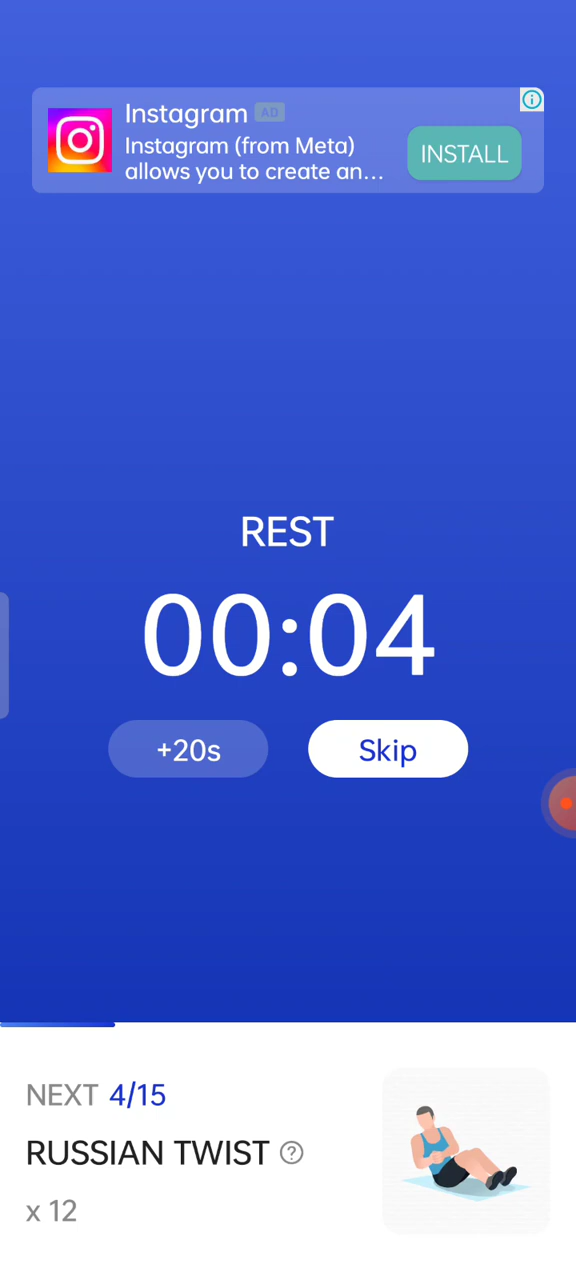 Instagram AD
Instagram (from Meta)
allows you to create an...
INSTALL
REST
00:04
+20s
Skip
NEXT 4/15
RUSSIAN TWIST ?
x 12